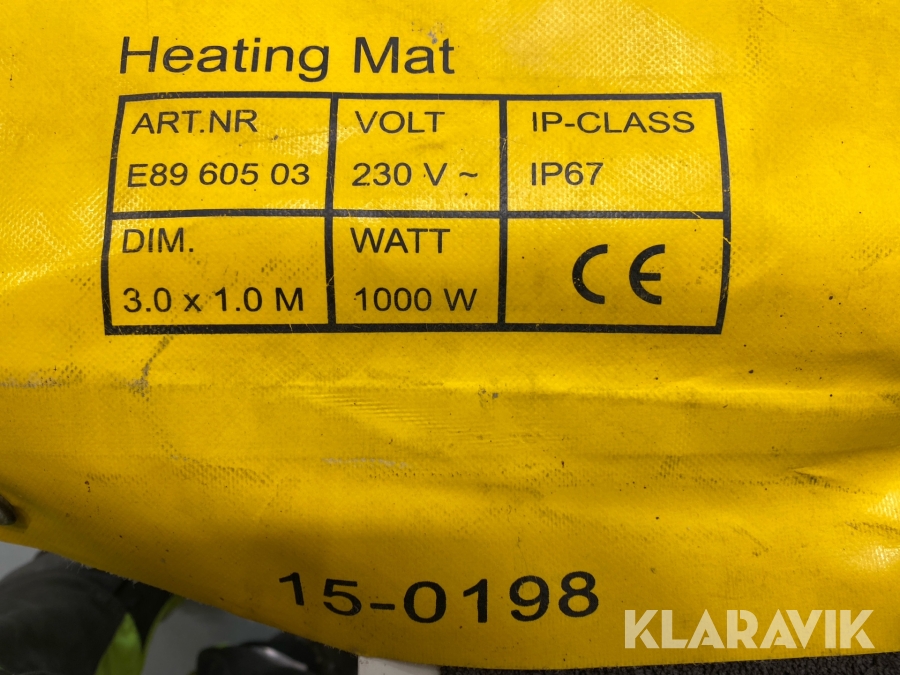 Heating Mat
ART.NR VOLT IP-CLASS
E89 605 03 230 V ~ IP67
DIM. WATT
3.0 x 1.0 M 1000 W CE
15-0198
KLARAVIK